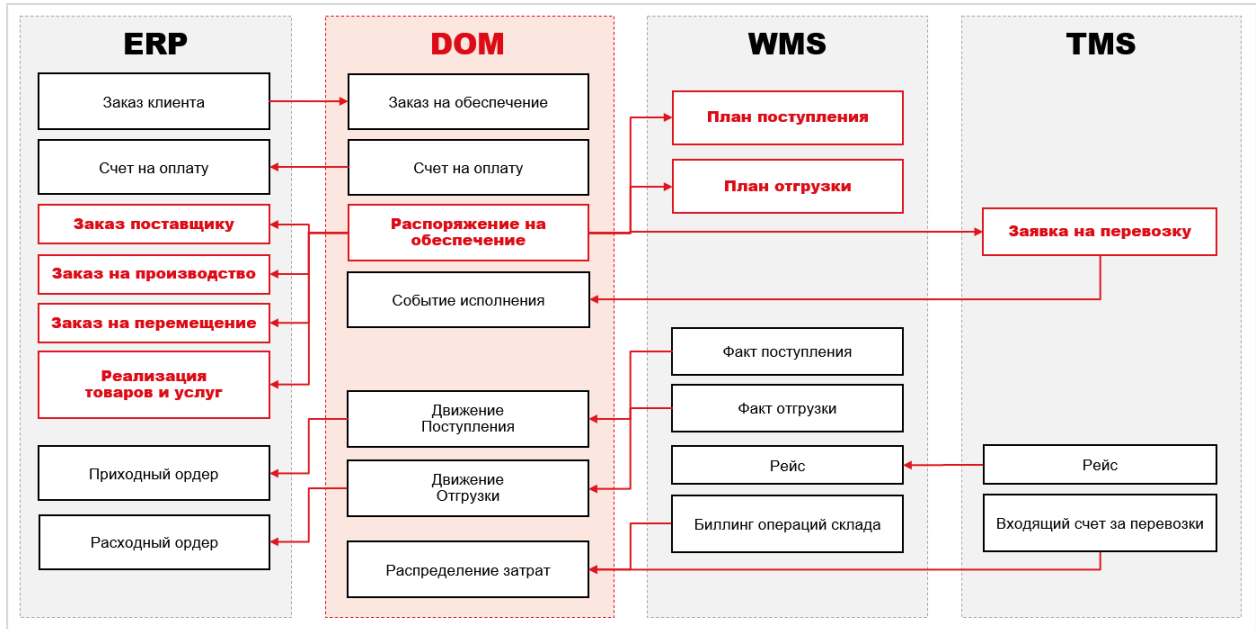 ERP
Заказ клиента
Счет на оплату
Заказ поставщику
Заказ на производство
Заказ на перемещение
Реализация
товаров и услуг
Приходный ордер
Расходный ордер
DOM
Заказ на обеспечение
Счет на оплату
Распоряжение на
обеспечение
Событие исполнения
Движение
Поступления
Движение
Отгрузки
Распределение затрат
WMS
План поступления
План отгрузки
Факт поступления
Факт отгрузки
Рейс
Биллинг операций склада
TMS
Заявка на перевозку
Рейс
Входящий счет за перевозки